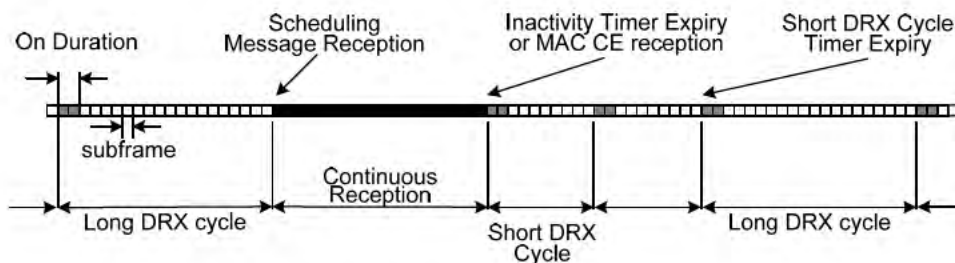 On Duration
Scheduling
Message Reception
Inactivity Timer Expiry
or MAC CE reception
Short DRX Cycle
Timer Expiry
subframe
Continuous
Reception
Long DRX cycle
Short DRX
Cycle
Long DRX cycle